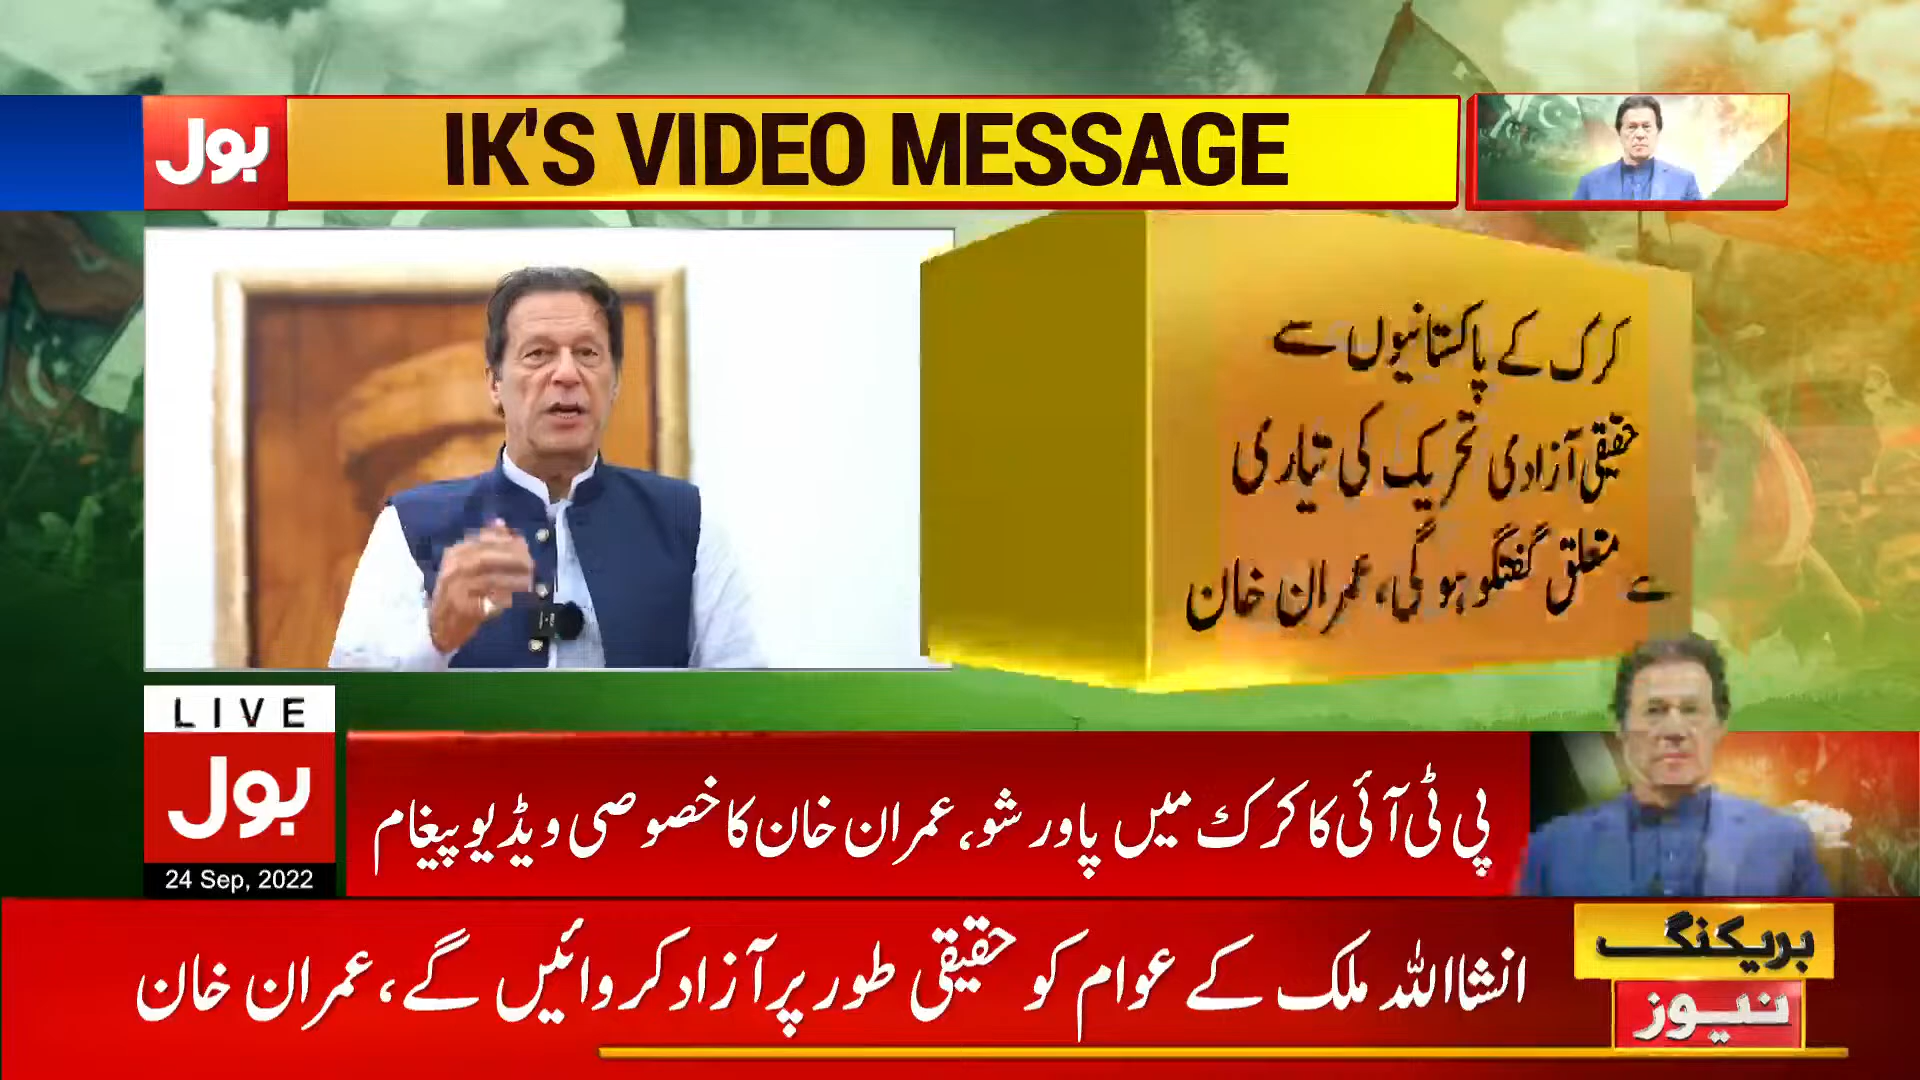 بول
IK'S VIDEO MESSAGE
کرک کے پاکستانیوں سے
حقیقی آزادی تحریک کی تیاری
سے متعلق گفتگو ہو گی، عمران خان
LIVE
بول
24 Sep, 2022
پی ٹی آئی کا کرک میں پاور شو، عمران خان کا خصوصی ویڈیو پیغام
بریکنگ
نیوز
انشااللہ ملک کے عوام کو حقیقی طور پر آزاد کروائیں گے، عمران خان